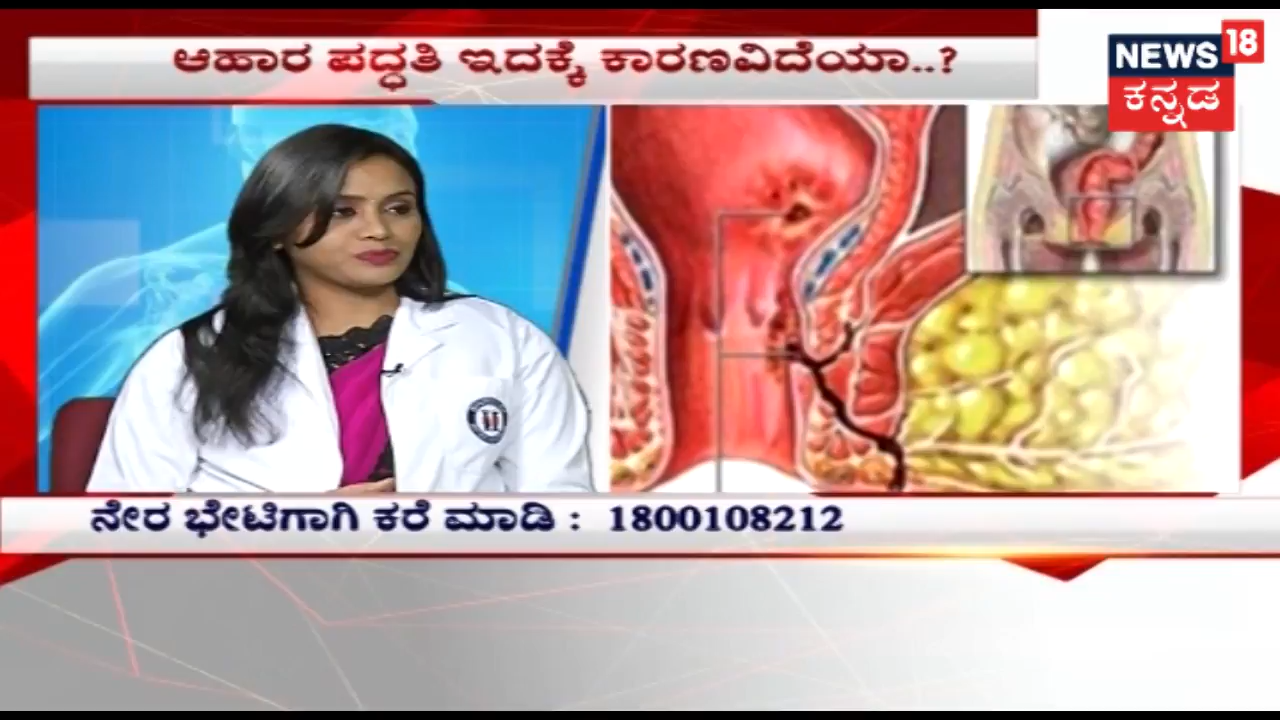 ಆಹಾರ ಪದ್ಧತಿ ಇದಕ್ಕೆ ಕಾರಣವಿದೆಯಾ..?
NEWS 18
ಕನ್ನಡ
ನೇರ ಭೇಟಿಗಾಗಿ ಕರೆ ಮಾಡಿ : 1800108212